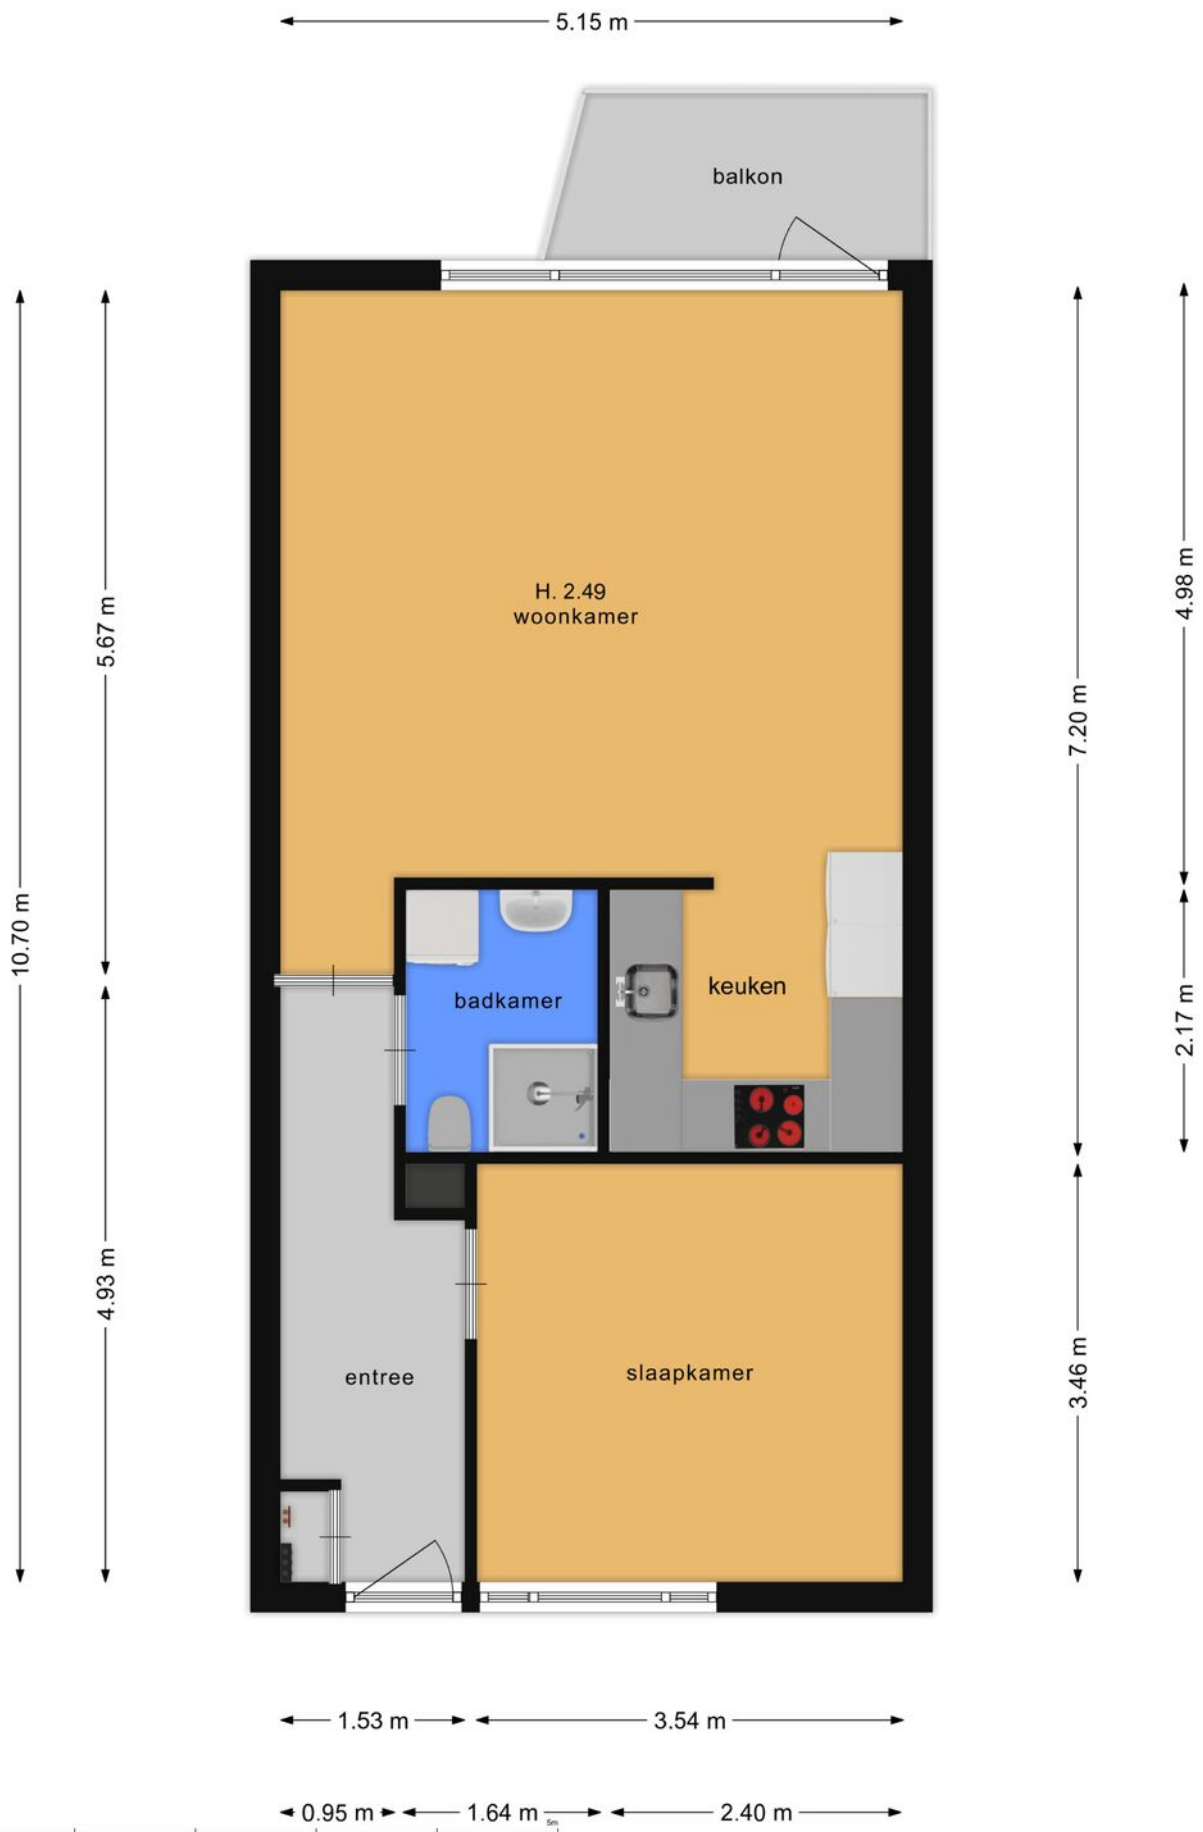 5.15 m
balkon
H. 2.49
woonkamer
4.98 m
5.67 m
7.20 m
10.70 m
keuken
badkamer
2.17 m
4.93 m
3.46 m
entree
slaapkamer
1.53 m
3.54 m
0.95 m
1.64 m
2.40 m
5m